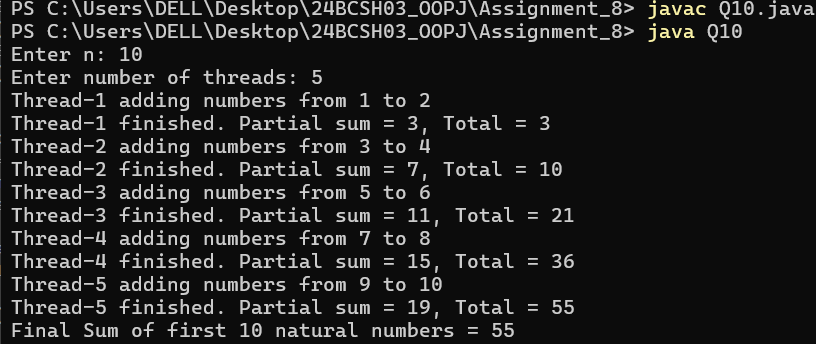 PS C:\Users\DELL\Desktop\24BCSH03_OOPJ\Assignment_8> javac Q10.java
PS C:\Users\DELL\Desktop\24BCSH03_OOPJ\Assignment_8> java Q10
Enter n: 10
Enter number of threads: 5
Thread-1 adding numbers from 1 to 2
Thread-1 finished. Partial sum = 3, Total = 3
Thread-2 adding numbers from 3 to 4
Thread-2 finished. Partial sum = 7, Total = 10
Thread-3 adding numbers from 5 to 6
Thread-3 finished. Partial sum = 11, Total = 21
Thread-4 adding numbers from 7 to 8
Thread-4 finished. Partial sum = 15, Total = 36
Thread-5 adding numbers from 9 to 10
Thread-5 finished. Partial sum = 19, Total = 55
Final Sum of first 10 natural numbers = 55